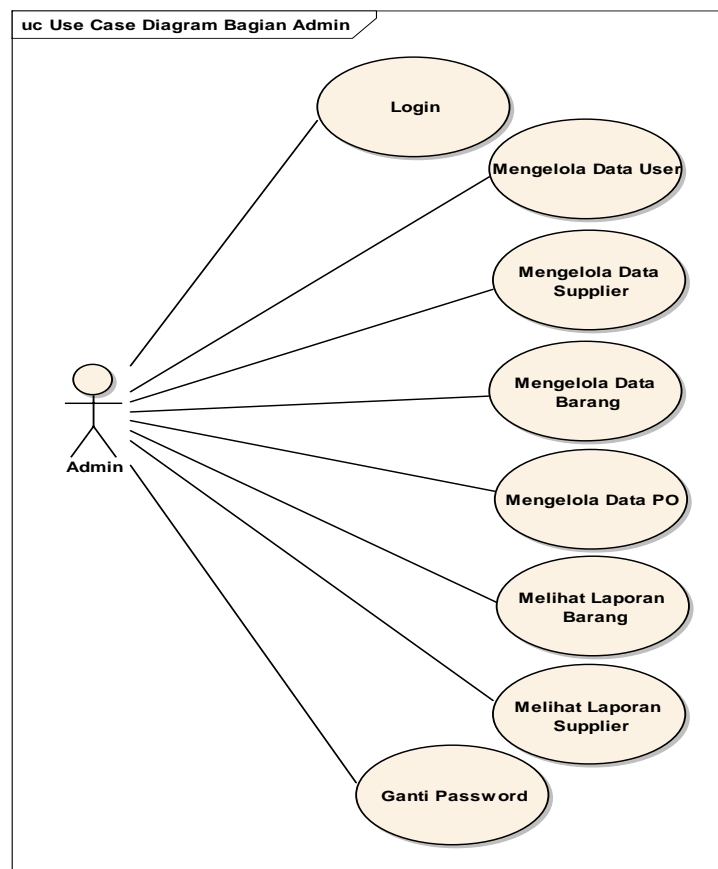 uc Use Case Diagram Bagian Admin
Login
Mengelola Data User
Mengelola Data
Supplier
Mengelola Data
Barang
Admin
Mengelola Data PO
Melihat Laporan
Barang
Melihat Laporan
Supplier
Ganti Password